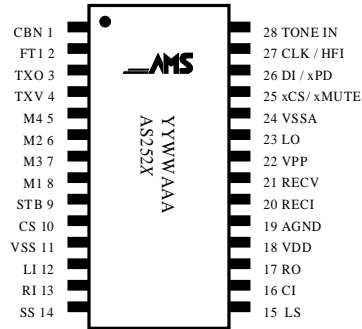 CBN 1
FT1 2
TXO 3
TXV 4
M4 5
M2 6
M3 7
M1 8
STB 9
CS 10
VSS 11
LI 12
RI 13
SS 14
AMS
YYWWAAA
AS252X
28 TONE IN
27 CLK / HFI
26 DI / xPD
25 xCS/ xMUTE
24 VSSA
23 LO
22 VPP
21 RECV
20 RECI
19 AGND
18 VDD
17 RO
16 CI
15 LS